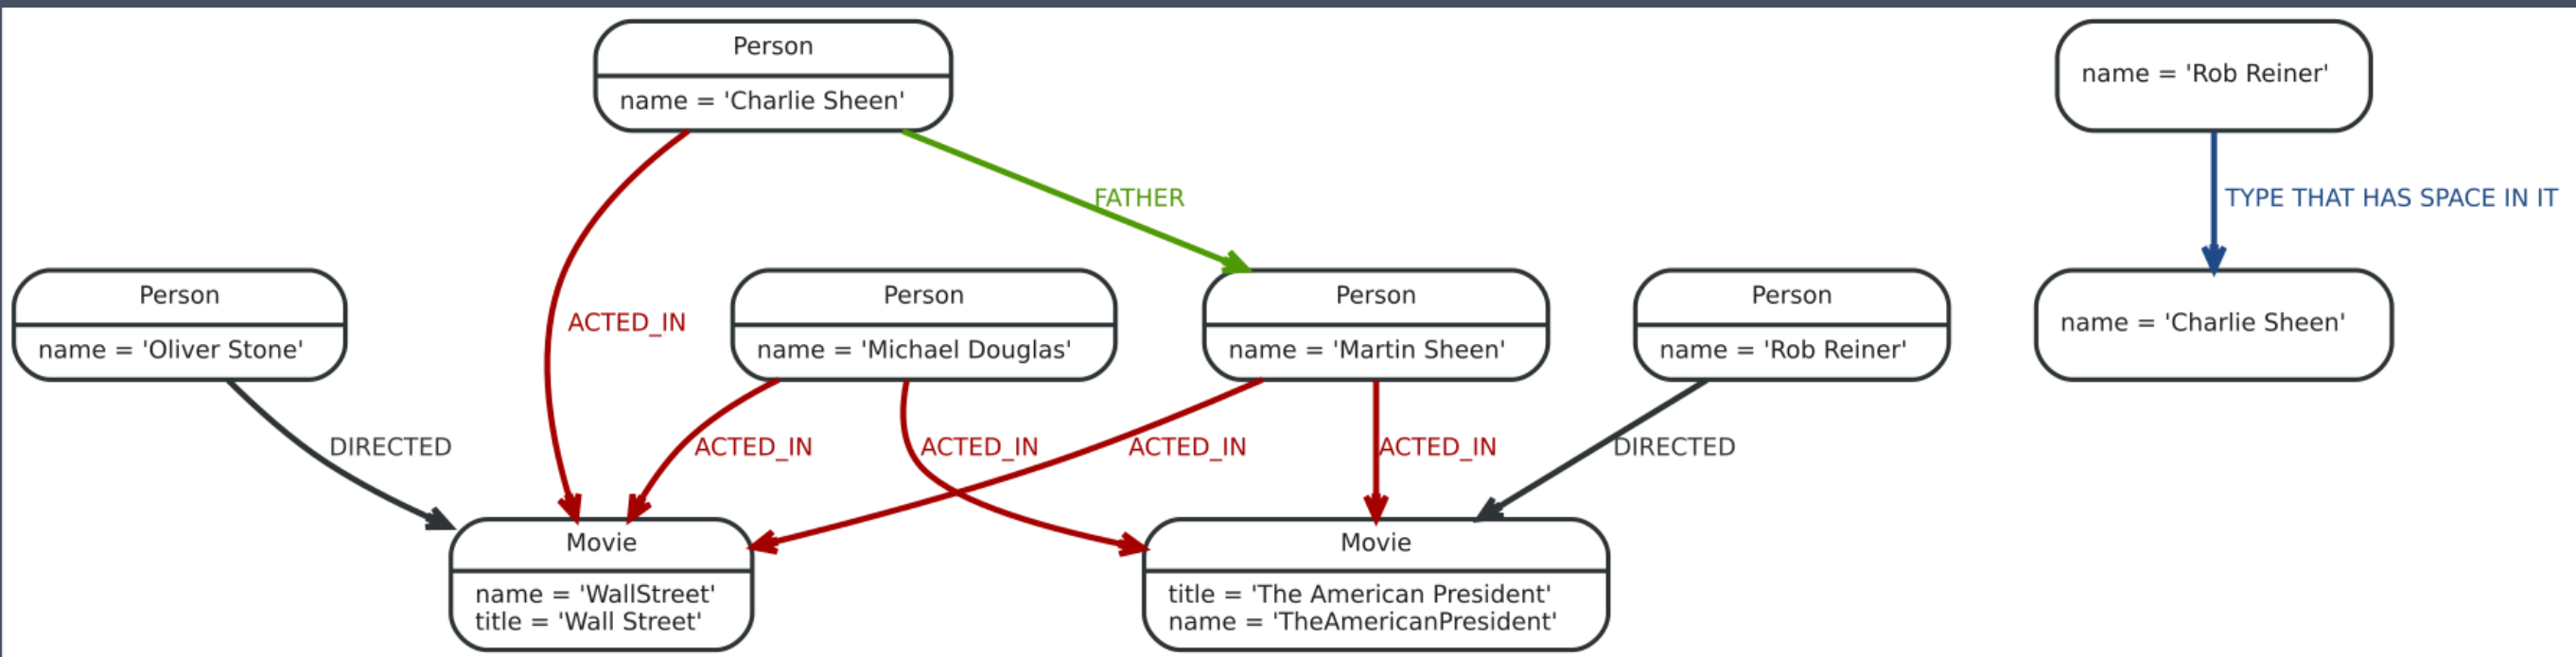 Person
name = 'Charlie Sheen'
name = 'Rob Reiner'
FATHER
TYPE THAT HAS SPACE IN IT
Person
name = 'Oliver Stone'
ACTED_IN
Person
name = 'Michael Douglas'
Person
name = 'Martin Sheen'
Person
name = 'Rob Reiner'
name = 'Charlie Sheen'
DIRECTED
ACTED_IN
ACTED_IN
ACTED_IN
ACTED_IN
DIRECTED
Movie
name = 'WallStreet'
title = 'Wall Street'
Movie
title = 'The American President'
name = 'TheAmericanPresident'